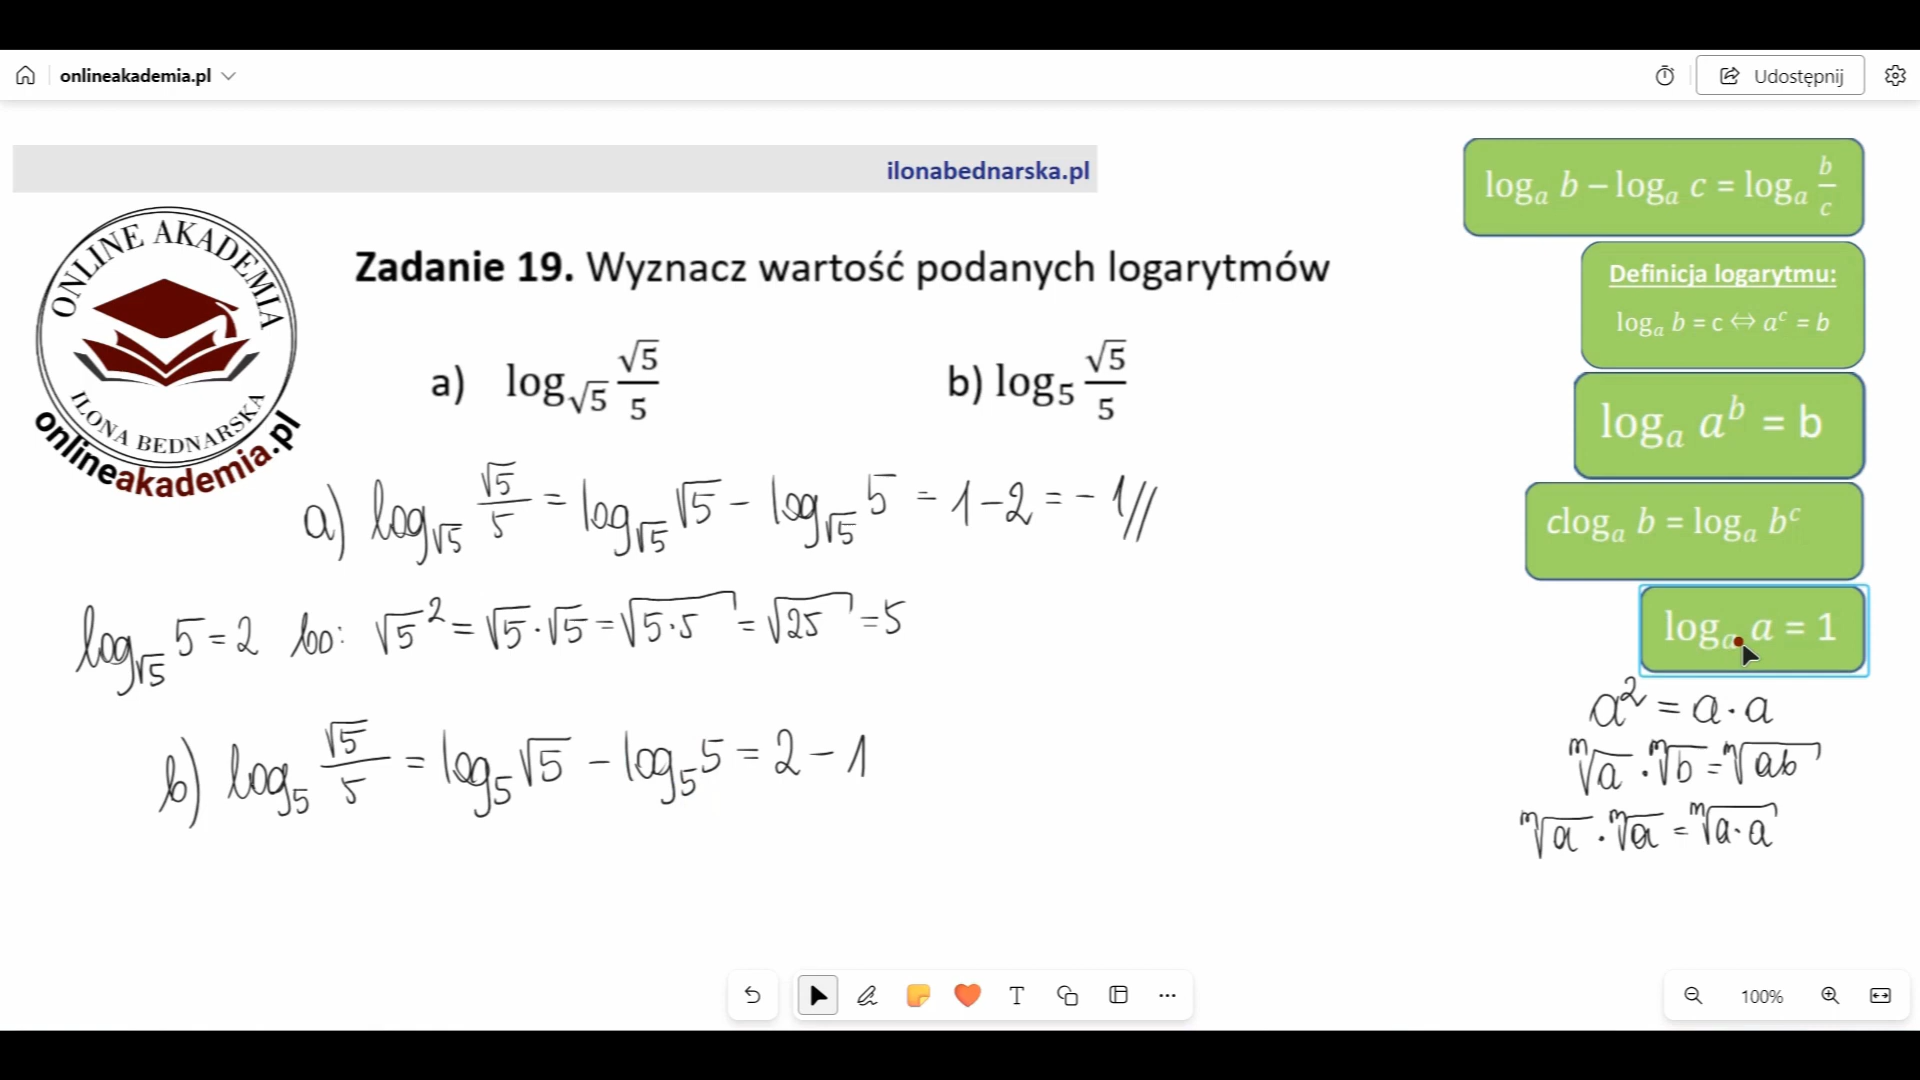 onlineakademia.pl
Udostępnij
ilonabednarska.pl
ONLINE AKADEMIA
ILONA BEDNARSKA
onlineakademia.pl
Zadanie 19. Wyznacz wartość podanych logarytmów
a) log_√5 √5/5
b) log_5 √5/5
a) log_√5 √5/5 = log_√5 √5 - log_√5 5 = 1 - 2 = - 1//
log_√5 5 = 2 bo: √5² = √5 · √5 = √5·5 = √25 = 5
b) log_5 √5/5 = log_5 √5 - log_5 5 = 2 - 1
log_a b – log_a c = log_a b/c
Definicja logarytmu:
log_a b = c ⇔ a^c = b
log_a a^b = b
clog_a b = log_a b^c
log_a a = 1
a² = a · a
ⁿ√a · ⁿ√b = ⁿ√ab
ⁿ√a · ⁿ√a = ⁿ√a·a
T
100%